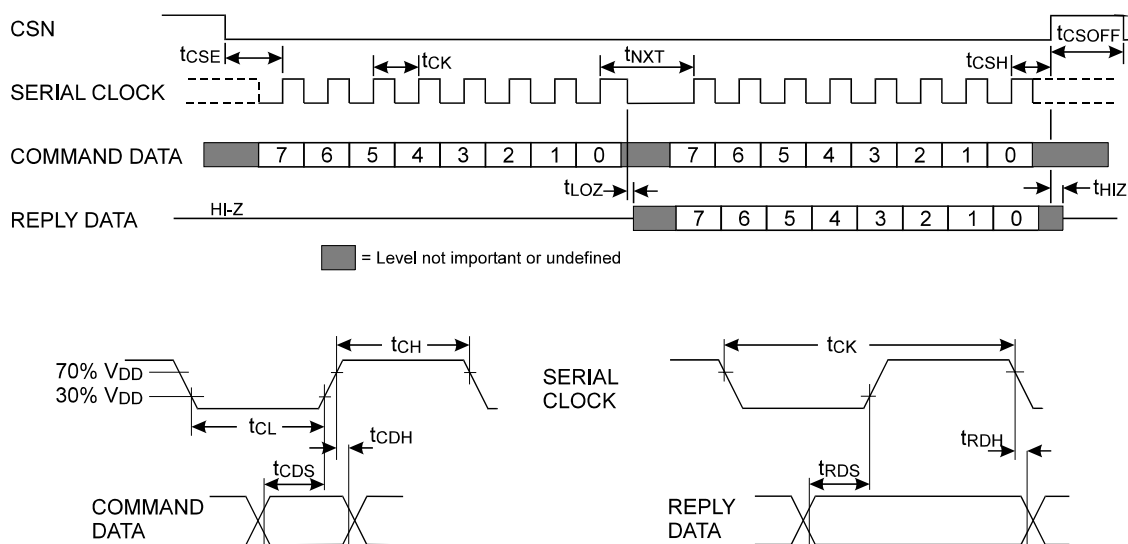 CSN
tCSOFF
tCSE
tCK
tNXT
tCSH
SERIAL CLOCK
COMMAND DATA
7 6 5 4 3 2 1 0 7 6 5 4 3 2 1 0
tLOZ
tHIZ
REPLY DATA
HI-Z
7 6 5 4 3 2 1 0
= Level not important or undefined
tCH
tCK
70% VDD
30% VDD
SERIAL
CLOCK
tCL
tCDH
tRDH
tCDS
tRDS
COMMAND
DATA
REPLY
DATA